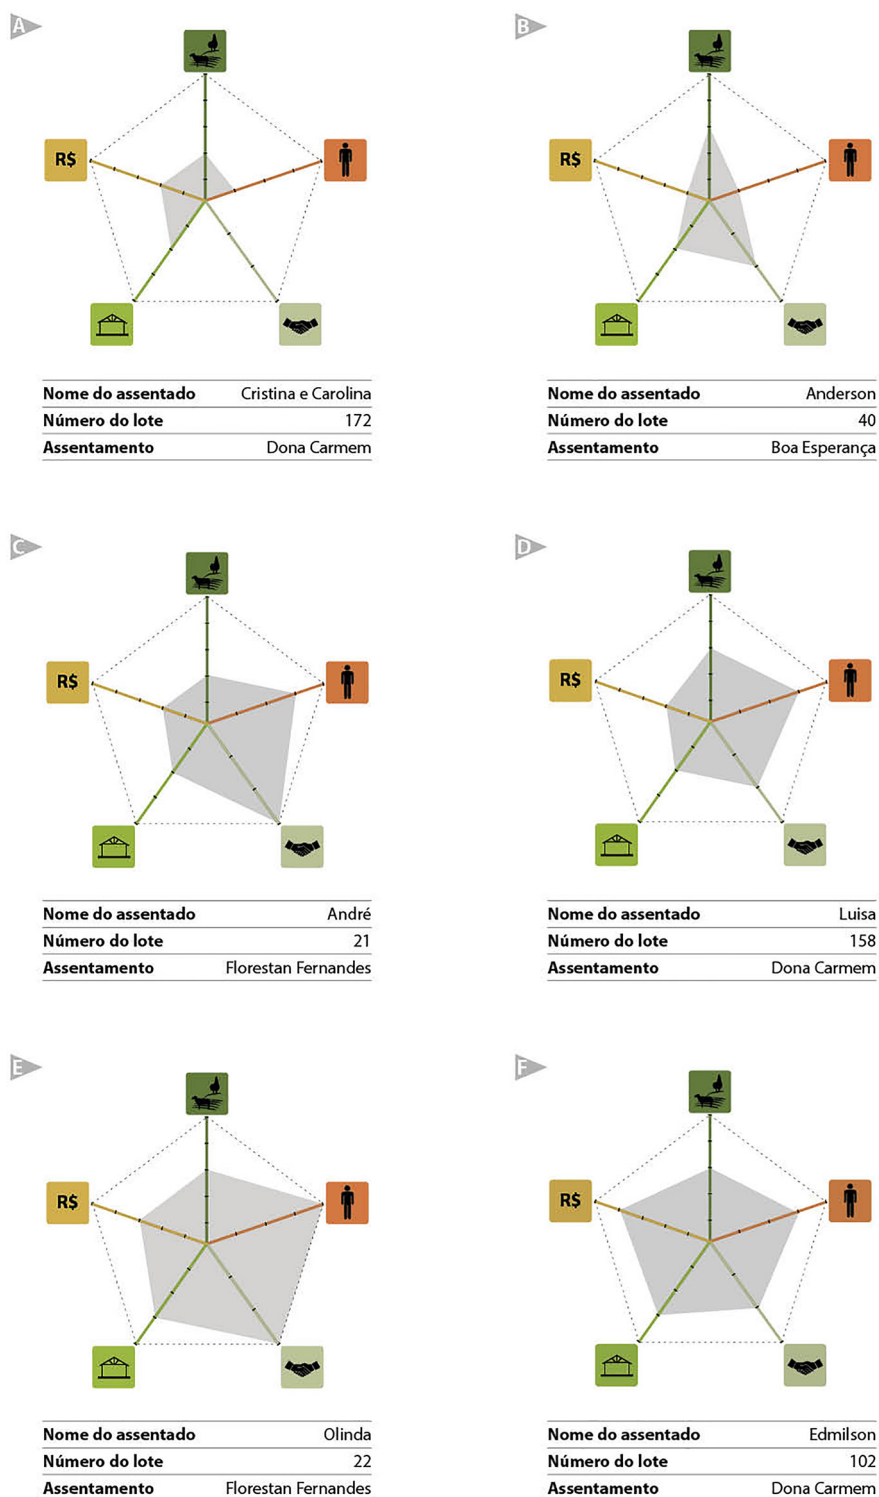 A
R$
Nome do assentado Cristina e Carolina
Número do lote 172
Assentamento Dona Carmem
B
R$
Nome do assentado Anderson
Número do lote 40
Assentamento Boa Esperança
C
R$
Nome do assentado André
Número do lote 21
Assentamento Florestan Fernandes
D
R$
Nome do assentado Luisa
Número do lote 158
Assentamento Dona Carmem
E
R$
Nome do assentado Olinda
Número do lote 22
Assentamento Florestan Fernandes
F
R$
Nome do assentado Edmilson
Número do lote 102
Assentamento Dona Carmem